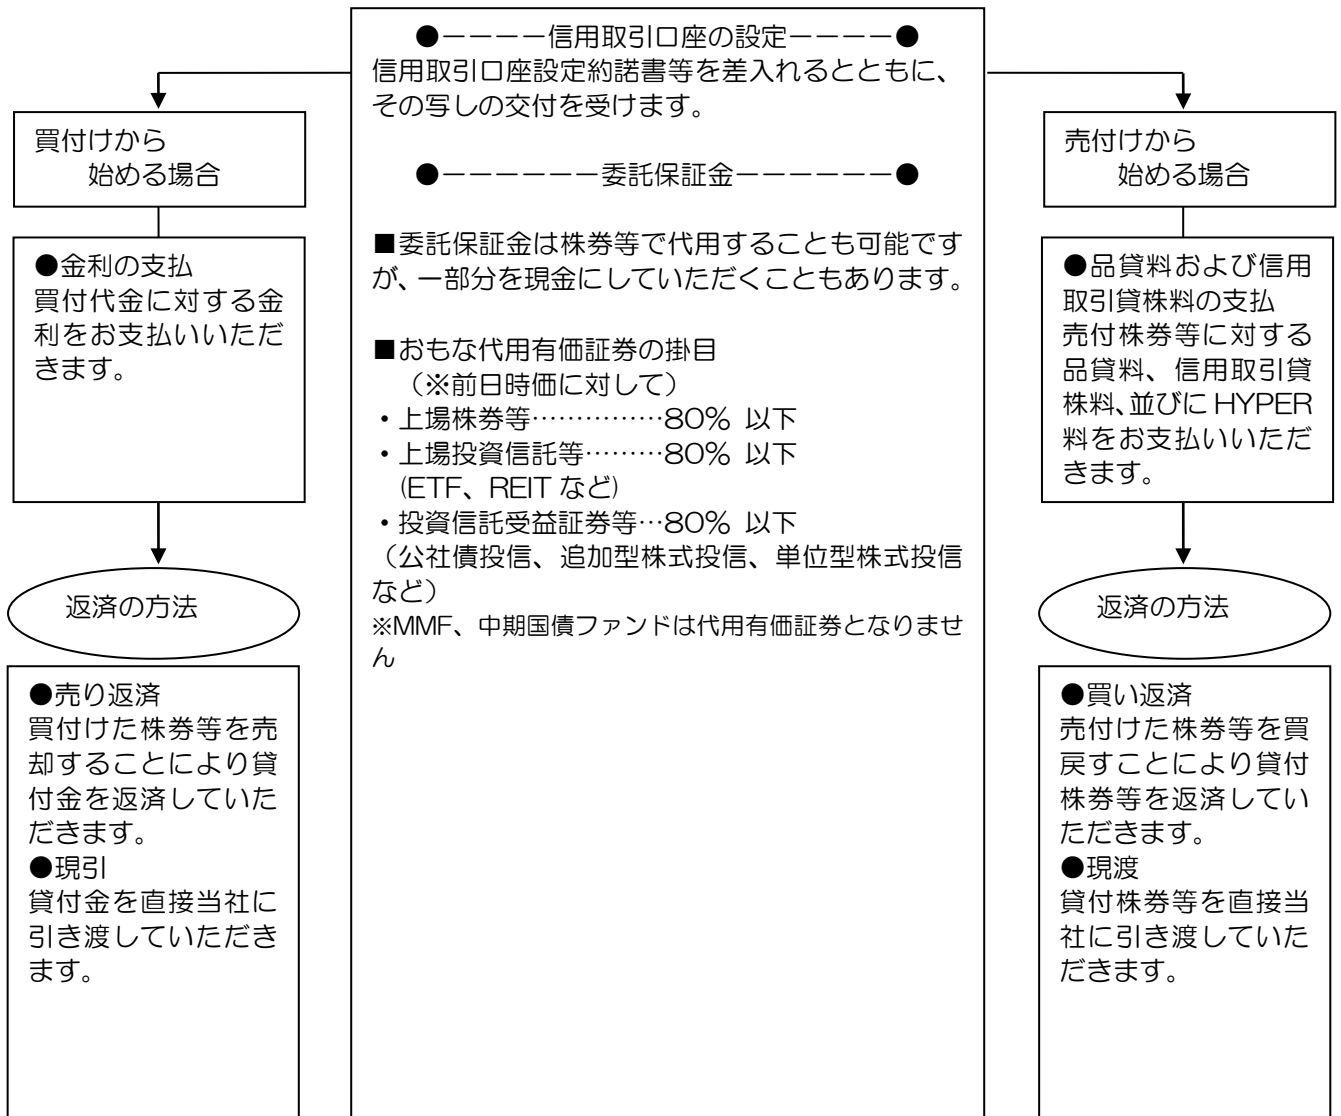 ●ーーーー信用取引口座の設定ーーーー●
信用取引口座設定約諾書等を差入れるとともに、
その写しの交付を受けます。
●ーーーーーー委託保証金ーーーーーー●
■委託保証金は株券等で代用することも可能です
が、一部分を現金にしていただくこともあります。
■おもな代用有価証券の掛目
（※前日時価に対して）
・上場株券等……………80% 以下
・上場投資信託等………80% 以下
(ETF、REIT など)
・投資信託受益証券等…80% 以下
（公社債投信、追加型株式投信、単位型株式投信
など）
※MMF、中期国債ファンドは代用有価証券となりませ
ん
買付けから
始める場合
●金利の支払
買付代金に対する金
利をお支払いいただ
きます。
返済の方法
●売り返済
買付けた株券等を売
却することにより貸
付金を返済していた
だきます。
●現引
貸付金を直接当社に
引き渡していただき
ます。
売付けから
始める場合
●品貸料および信用
取引貸株料の支払
売付株券等に対する
品貸料、信用取引貸
株料、並びに HYPER
料をお支払いいただ
きます。
返済の方法
●買い返済
売付けた株券等を買
戻すことにより貸付
株券等を返済してい
ただきます。
●現渡
貸付株券等を直接当
社に引き渡していた
だきます。